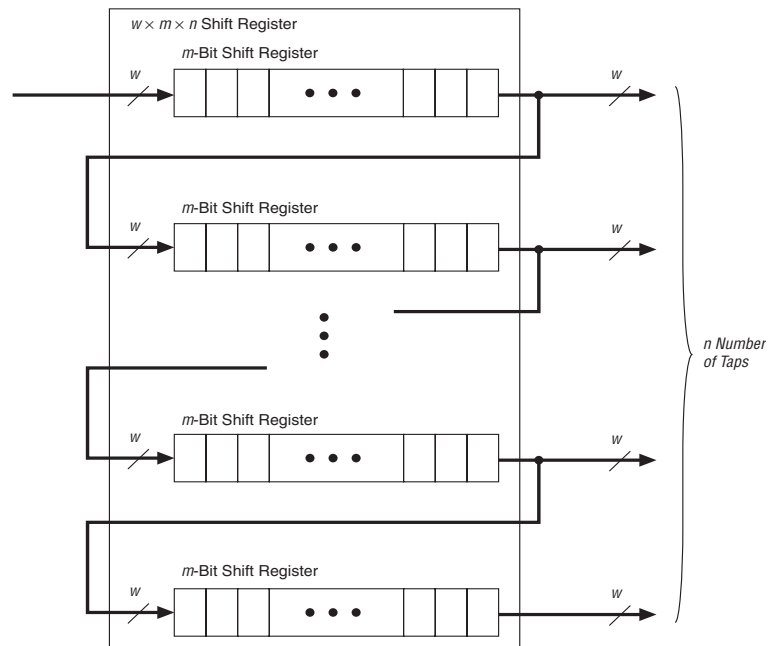 w × m × n Shift Register
m-Bit Shift Register
w
w
m-Bit Shift Register
w
w
n Number
of Taps
m-Bit Shift Register
w
w
m-Bit Shift Register
w
w